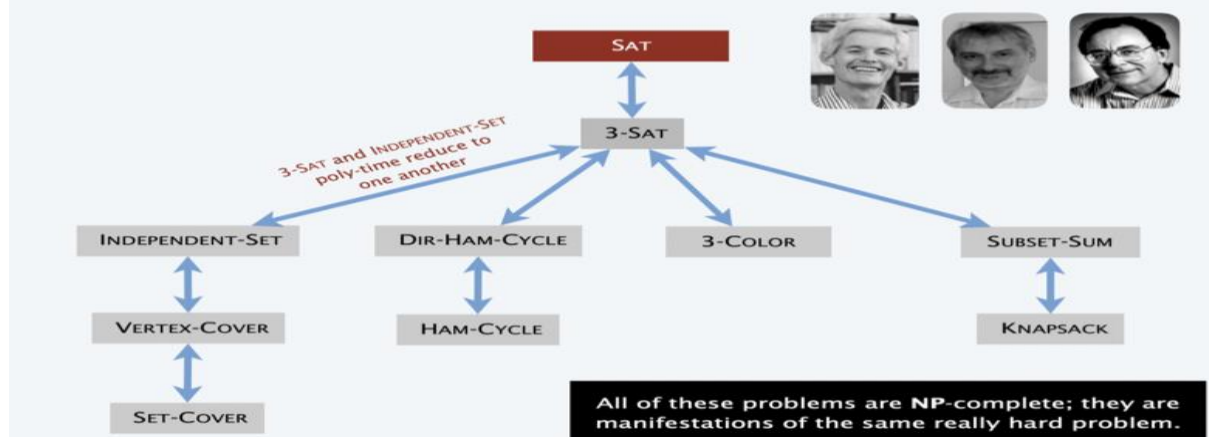 SAT
3-SAT
3-SAT and INDEPENDENT-SET
poly-time reduce to
one another
INDEPENDENT-SET
DIR-HAM-CYCLE
3-COLOR
SUBSET-SUM
VERTEX-COVER
HAM-CYCLE
KNAPSACK
SET-COVER
All of these problems are NP-complete; they are
manifestations of the same really hard problem.